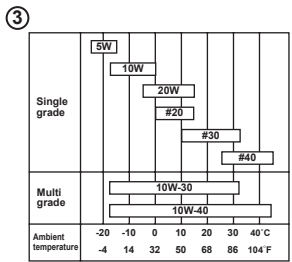 ③
5W
10W
20W
Single
grade
#20
#30
#40
Multi
grade
10W-30
10W-40
Ambient
temperature
-20 -10 0 10 20 30 40°C
-4 14 32 50 68 86 104°F